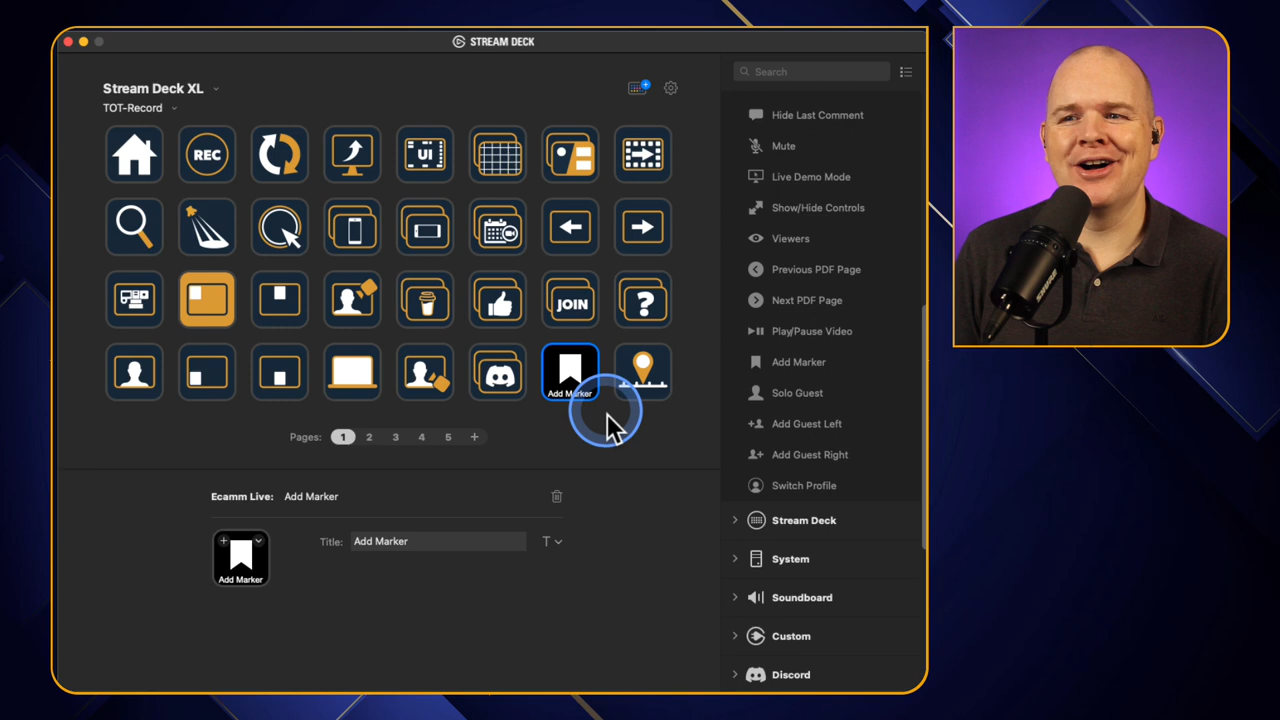 STREAM DECK
Stream Deck XL
TOT-Record
REC
UI
JOIN
?
Add Marker
Pages: 1 2 3 4 5 +
Ecamm Live: Add Marker
Add Marker
Title: Add Marker T
Search
Hide Last Comment
Mute
Live Demo Mode
Show/Hide Controls
Viewers
Previous PDF Page
Next PDF Page
Play/Pause Video
Add Marker
Solo Guest
Add Guest Left
Add Guest Right
Switch Profile
Stream Deck
System
Soundboard
Custom
Discord
SHURE